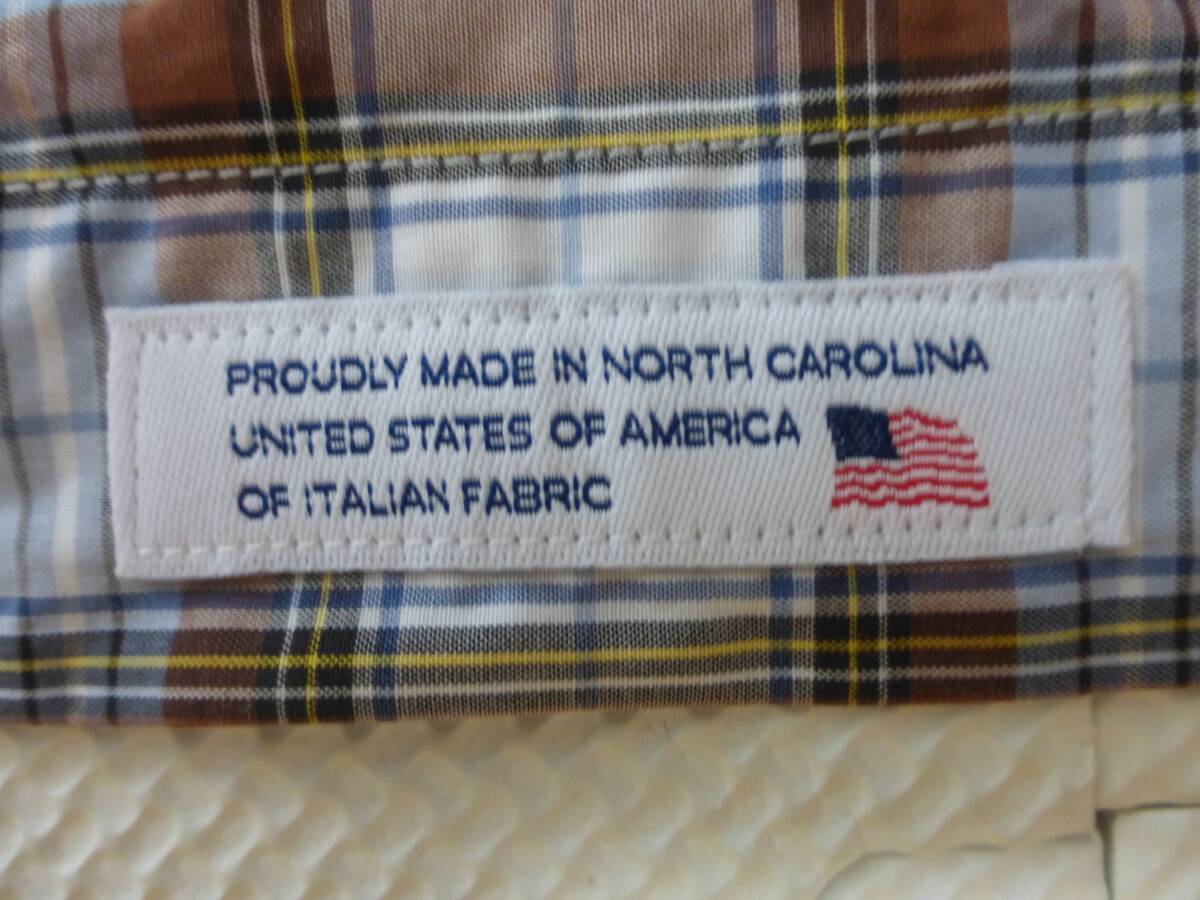 PROUDLY MADE IN NORTH CAROLINA
UNITED STATES OF AMERICA
OF ITALIAN FABRIC